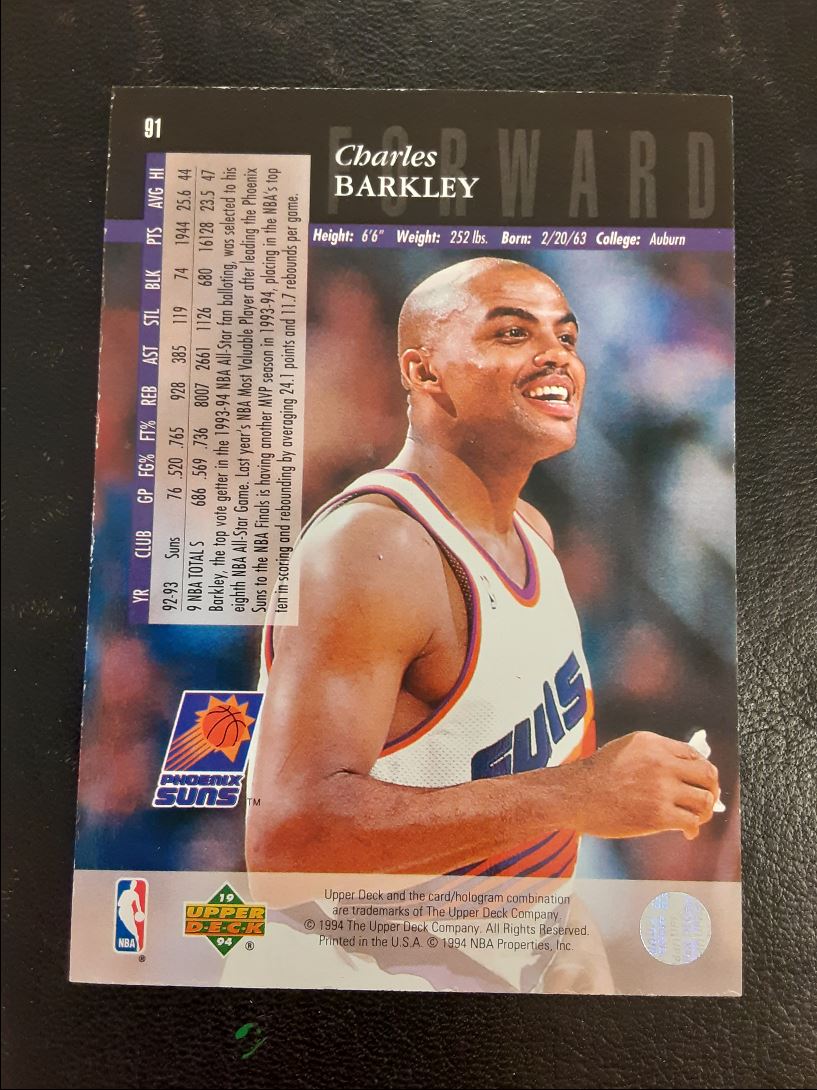 91
FORWARD
Charles
BARKLEY
Height: 6'6" Weight: 252 lbs. Born: 2/20/63 College: Auburn
YR CLUB GP FG% FT% REB AST STL BLK PTS AVG HI
92-93 Suns 76 .520 .765 928 385 119 74 1944 25.6 44
9 NBA TOTALS 686 .569 .736 8007 2661 1126 680 16128 23.5 47
Barkley, the top vote getter in the 1993-94 NBA All-Star fan balloting, was selected to his
eighth NBA All-Star Game. Last year's NBA Most Valuable Player after leading the Phoenix
Suns to the NBA Finals is having another MVP season in 1993-94, placing in the NBA's top
ten in scoring and rebounding by averaging 24.1 points and 11.7 rebounds per game.
SUNS
PHOENIX
SUNS TM
NBA ®
19
UPPER
DECK
94 ®
Upper Deck and the card/hologram combination
are trademarks of The Upper Deck Company.
© 1994 The Upper Deck Company. All Rights Reserved.
Printed in the U.S.A. © 1994 NBA Properties, Inc.